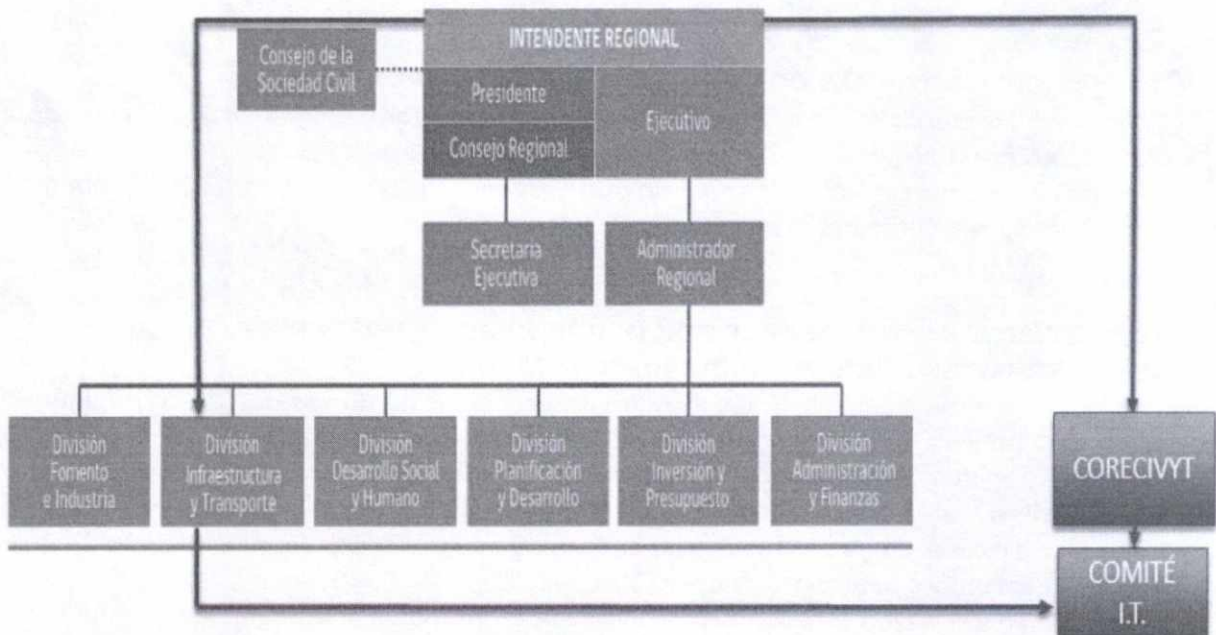 INTENDENTE REGIONAL
Consejo de la
Sociedad Civil
Presidente
Consejo Regional
Ejecutivo
Secretaria
Ejecutiva
Administrador
Regional
División
Fomento
e Industria
División
Infraestructura
y Transporte
División
Desarrollo Social
y Humano
División
Planificación
y Desarrollo
División
Inversión y
Presupuesto
División
Administración
y Finanzas
CORECIVYT
COMITÉ
I.T.